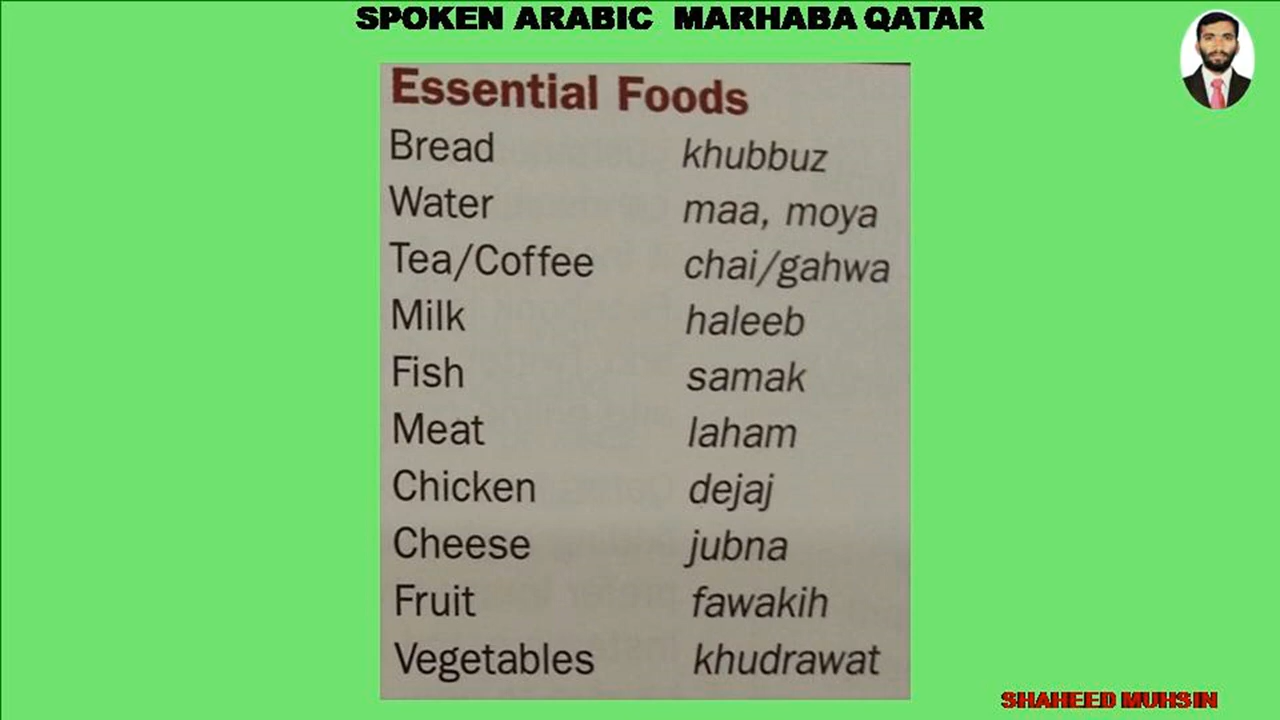 SPOKEN ARABIC MARHABA QATAR
Essential Foods
Bread khubbuz
Water maa, moya
Tea/Coffee chai/gahwa
Milk haleeb
Fish samak
Meat laham
Chicken dejaj
Cheese jubna
Fruit fawakih
Vegetables khudrawat
SHAHEED MUHSIN